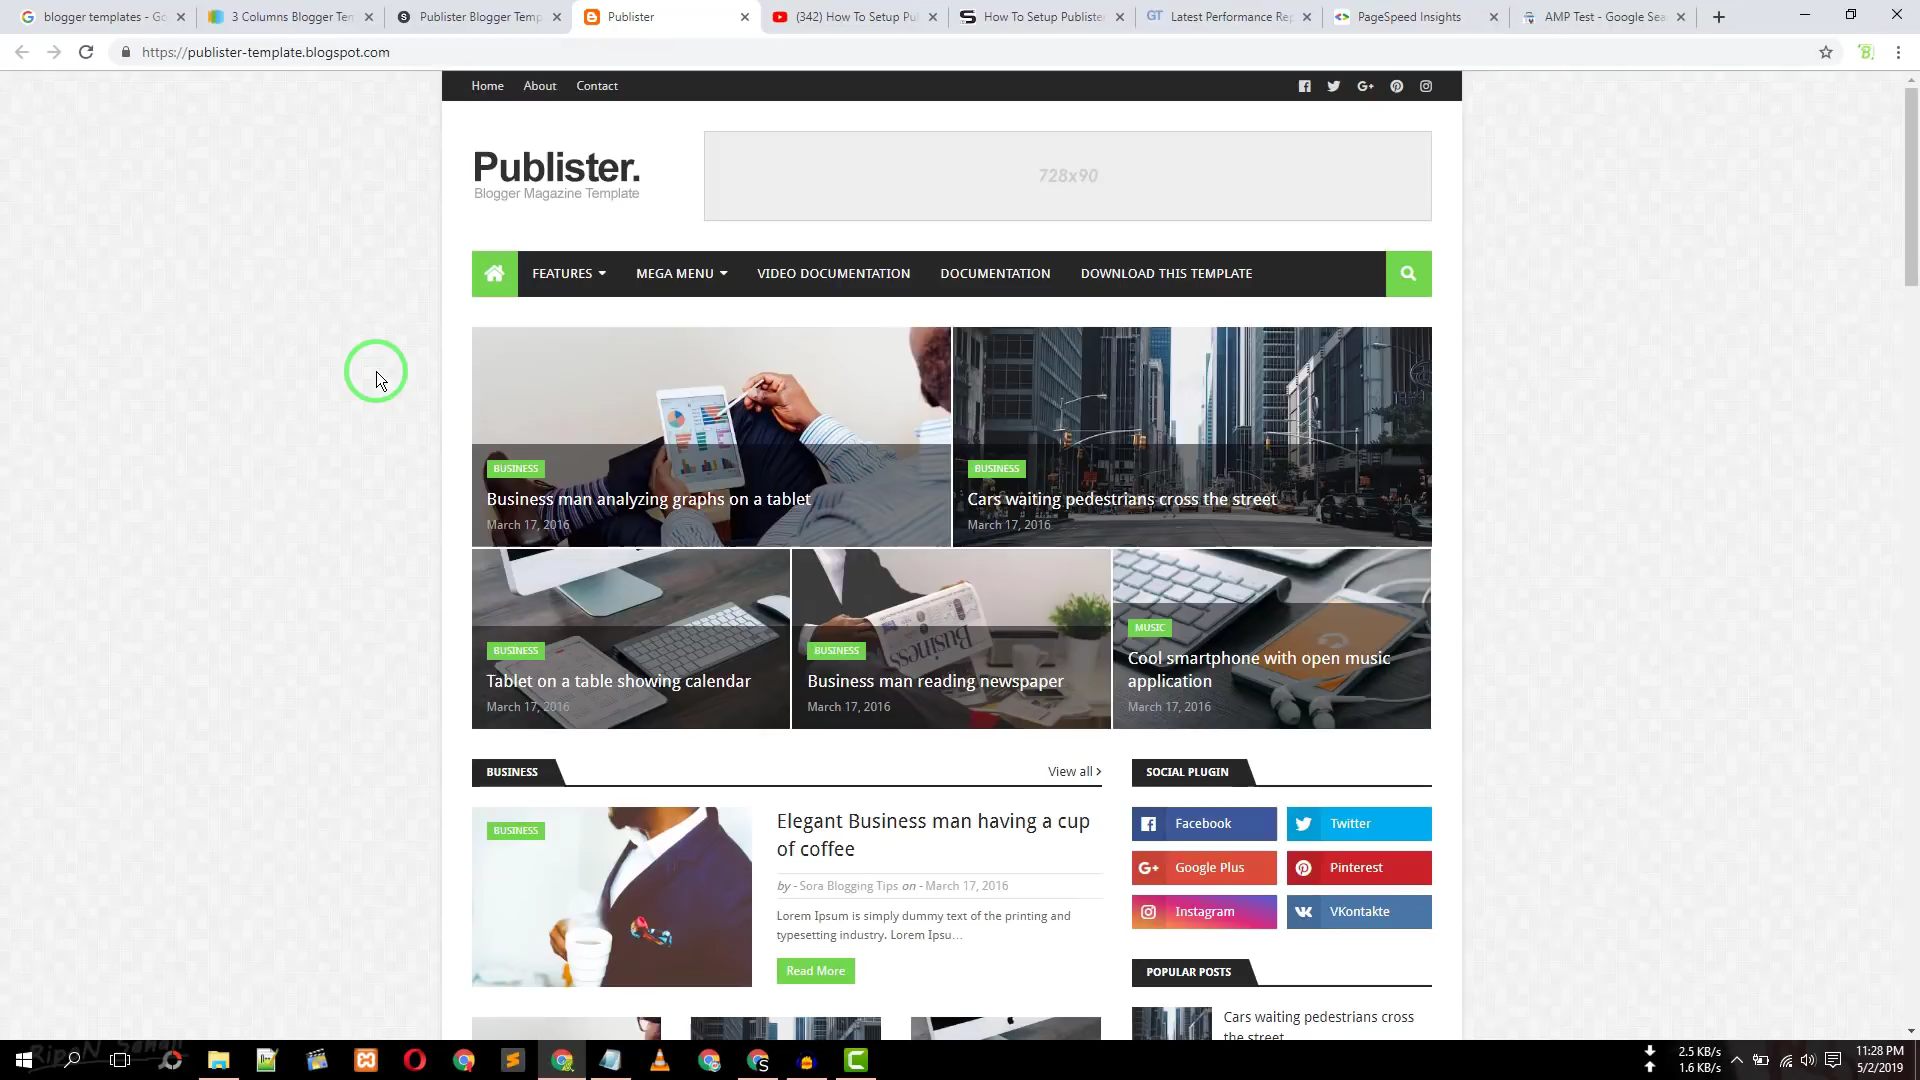 blogger templates - Go
3 Columns Blogger Ten
Publister Blogger Temp
Publister
(342) How To Setup Pul
How To Setup Publiste
Latest Performance Rep
PageSpeed Insights
AMP Test - Google Sea
https://publister-template.blogspot.com
Home About Contact
Publister.
Blogger Magazine Template
728x90
FEATURES MEGA MENU VIDEO DOCUMENTATION DOCUMENTATION DOWNLOAD THIS TEMPLATE
BUSINESS
Business man analyzing graphs on a tablet
March 17, 2016
BUSINESS
Cars waiting pedestrians cross the street
March 17, 2016
BUSINESS
Tablet on a table showing calendar
March 17, 2016
BUSINESS
Business man reading newspaper
March 17, 2016
Business
MUSIC
Cool smartphone with open music
application
March 17, 2016
BUSINESS
View all >
BUSINESS
Elegant Business man having a cup
of coffee
by - Sora Blogging Tips on - March 17, 2016
Lorem Ipsum is simply dummy text of the printing and
typesetting industry. Lorem Ipsu…
Read More
SOCIAL PLUGIN
Facebook
Twitter
Google Plus
Pinterest
Instagram
VKontakte
POPULAR POSTS
Cars waiting pedestrians cross
the street
2.5 KB/s
1.6 KB/s
11:28 PM
5/2/2019